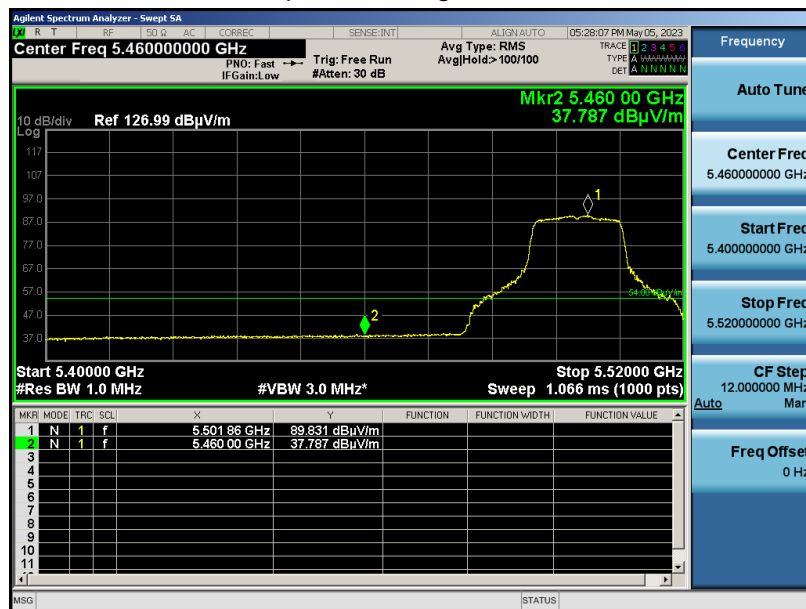 Agilent Spectrum Analyzer - Swept SA
LXI R T RF 50 Ω AC CORREC SENSE:INT ALIGN AUTO 05:28:07 PM May 05, 2023
Center Freq 5.460000000 GHz
PNO: Fast
IFGain:Low
Trig: Free Run
#Atten: 30 dB
Avg Type: RMS
Avg|Hold:>100/100
TRACE 1 2 3 4 5 6
TYPE A
DET A N N N N N
Mkr2 5.460 00 GHz
37.787 dBµV/m
10 dB/div Ref 126.99 dBµV/m
Log
117
107
97.0
87.0
77.0
67.0
57.0
47.0
37.0
1
2
54.00 dBµV/m
Start 5.40000 GHz Stop 5.52000 GHz
#Res BW 1.0 MHz #VBW 3.0 MHz* Sweep 1.066 ms (1000 pts)
MKR MODE TRC SCL X Y FUNCTION FUNCTION WIDTH FUNCTION VALUE
1 N 1 f 5.501 86 GHz 89.831 dBµV/m
2 N 1 f 5.460 00 GHz 37.787 dBµV/m
3
4
5
6
7
8
9
10
11
MSG STATUS
Frequency
Auto Tune
Center Freq
5.460000000 GHz
Start Freq
5.400000000 GHz
Stop Freq
5.520000000 GHz
CF Step
12.000000 MHz
Auto Man
Freq Offset
0 Hz